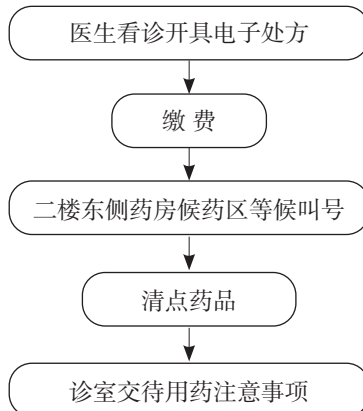 医生看诊开具电子处方
缴 费
二楼东侧药房候药区等候叫号
清点药品
诊室交待用药注意事项